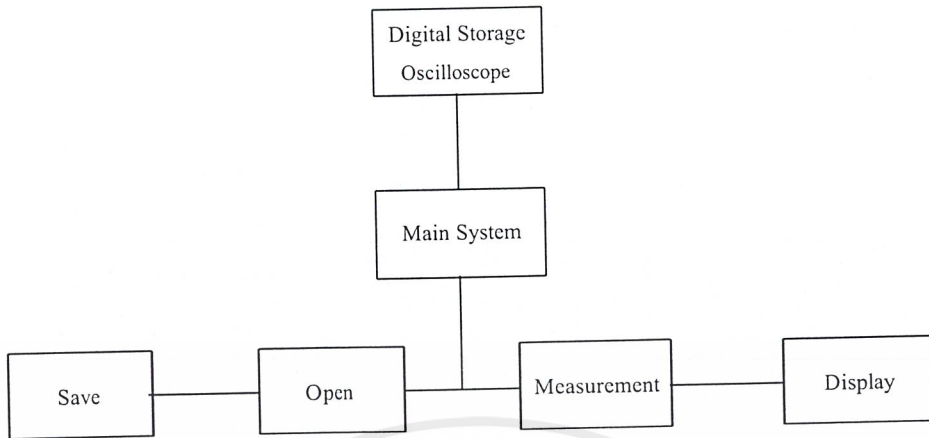 Digital Storage
Oscilloscope
Main System
Save
Open
Measurement
Display